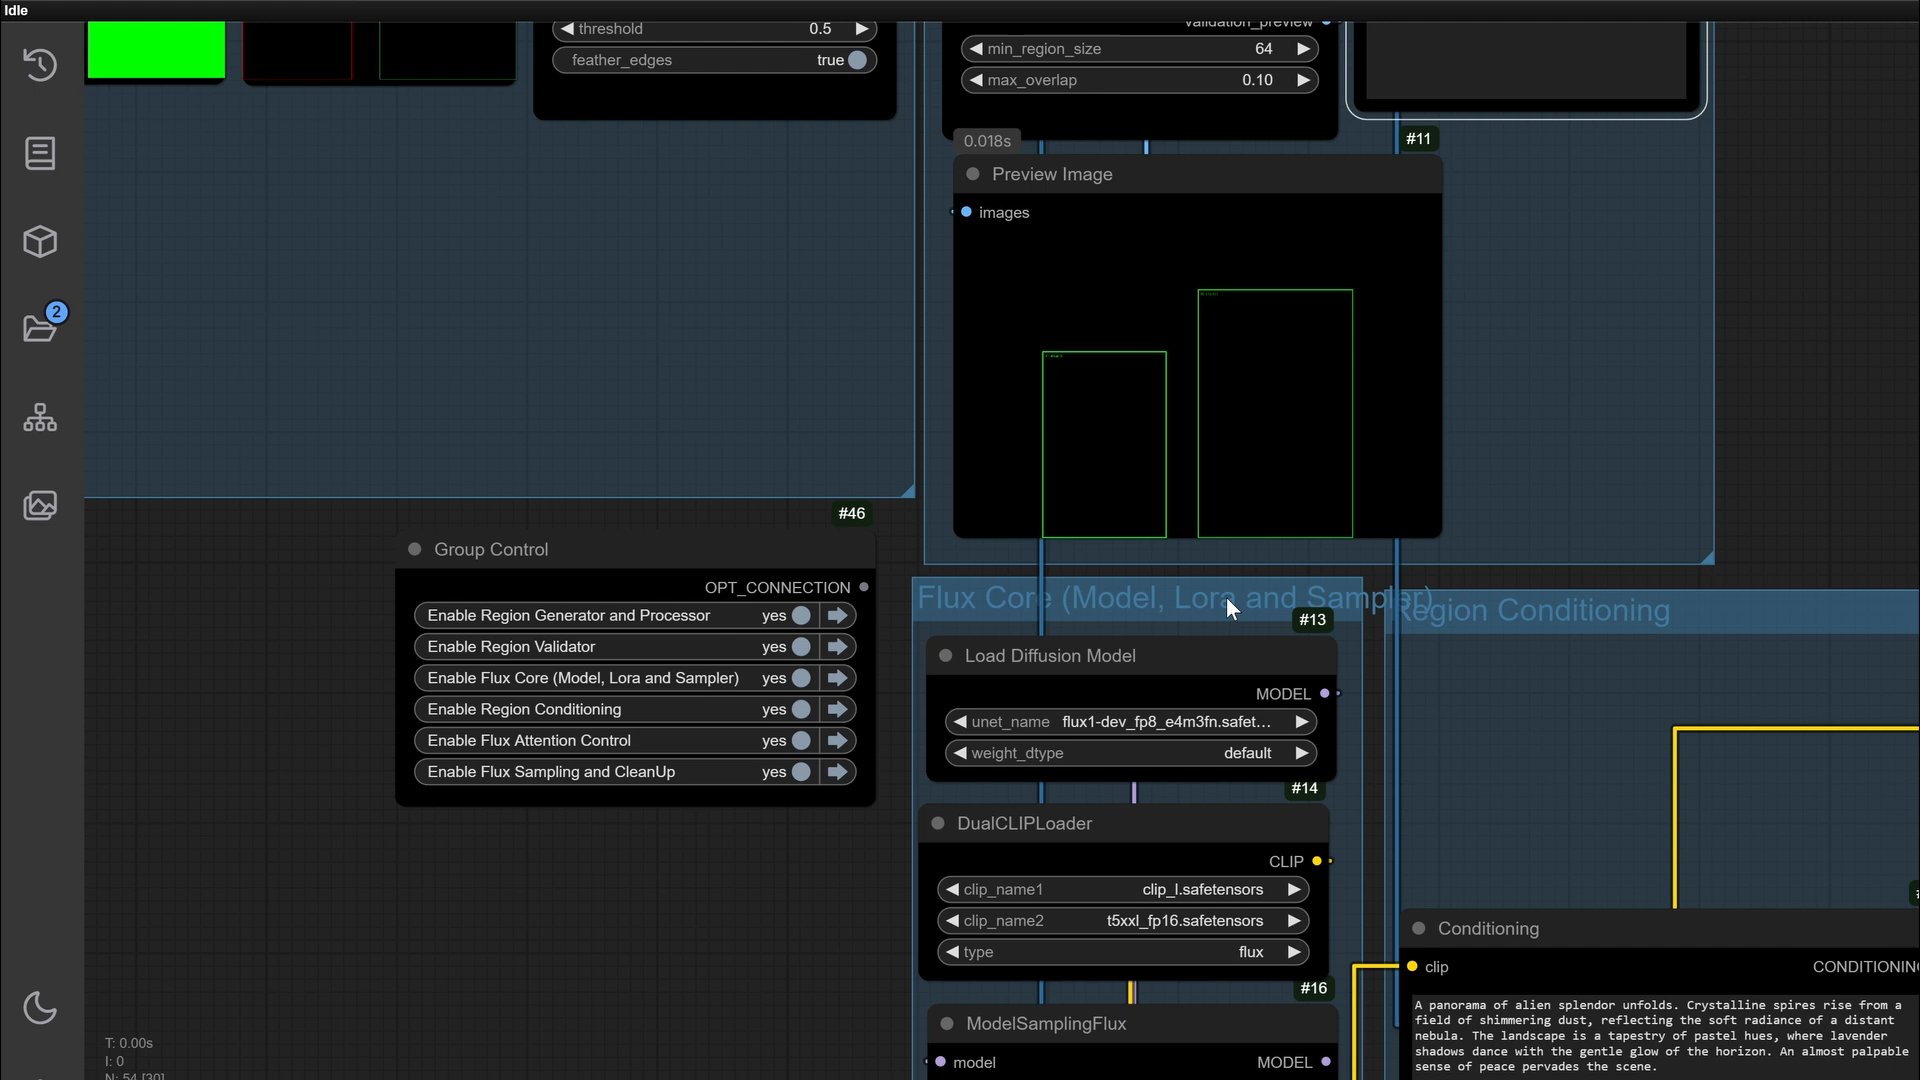 Idle
threshold 0.5
feather_edges true
validation_preview
min_region_size 64
max_overlap 0.10
0.018s
#11
Preview Image
images
2
#46
Group Control
OPT_CONNECTION
Enable Region Generator and Processor yes
Enable Region Validator yes
Enable Flux Core (Model, Lora and Sampler) yes
Enable Region Conditioning yes
Enable Flux Attention Control yes
Enable Flux Sampling and CleanUp yes
Flux Core (Model, Lora and Sampler)
Region Conditioning
#13
Load Diffusion Model
MODEL
unet_name flux1-dev_fp8_e4m3fn.safet...
weight_dtype default
#14
DualCLIPLoader
CLIP
clip_name1 clip_l.safetensors
clip_name2 t5xxl_fp16.safetensors
type flux
#16
ModelSamplingFlux
model MODEL
Conditioning
clip CONDITIONING
A panorama of alien splendor unfolds. Crystalline spires rise from a
field of shimmering dust, reflecting the soft radiance of a distant
nebula. The landscape is a tapestry of pastel hues, where lavender
shadows dance with the gentle glow of the horizon. An almost palpable
sense of peace pervades the scene.
T: 0.00s
I: 0
N: 54 [30]